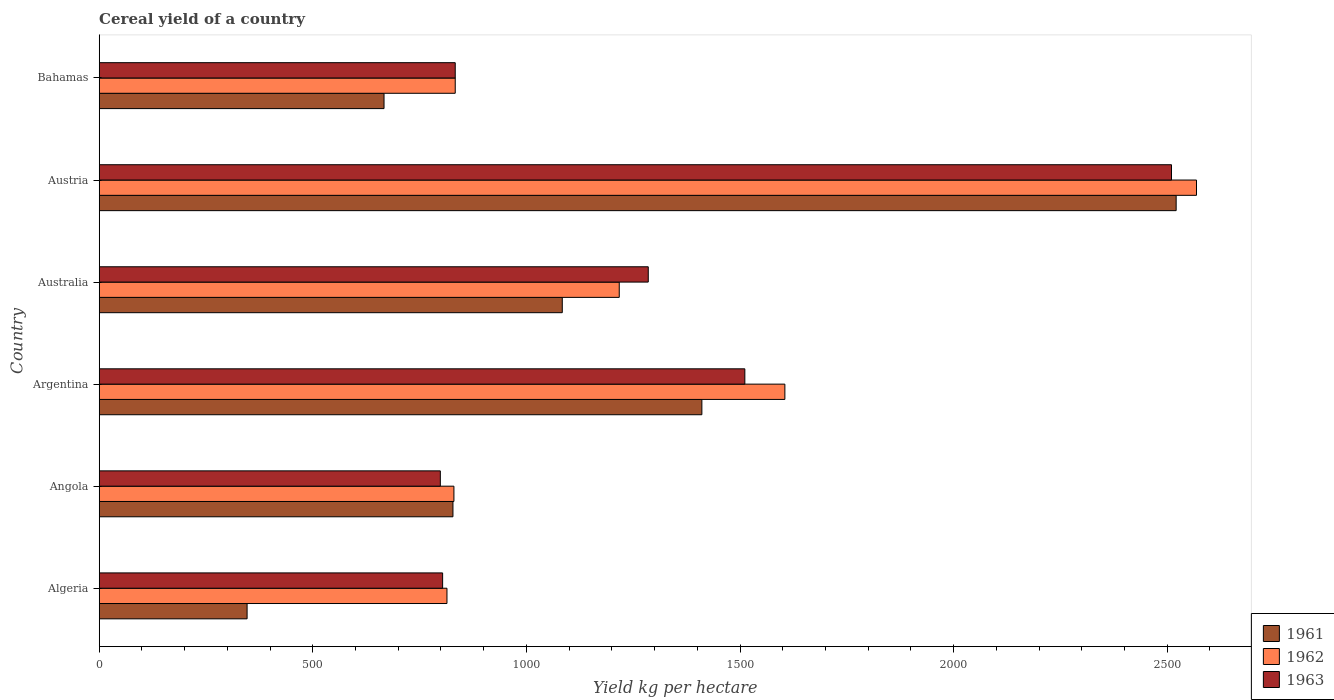 Cereal yield of a country
Bahamas
Austria
Australia
Argentina
Angola
Algeria
Country
0
500
1000
1500
2000
2500
Yield kg per hectare
1961
1962
1963